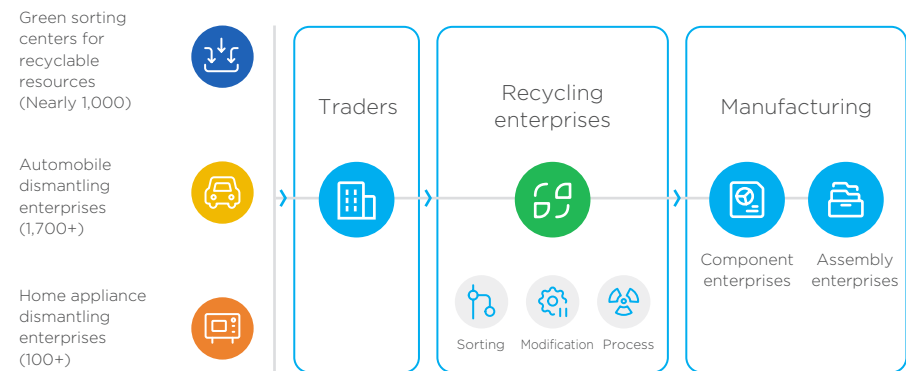 Green sorting
centers for
recyclable
resources
(Nearly 1,000)
Automobile
dismantling
enterprises
(1,700+)
Home appliance
dismantling
enterprises
(100+)
Traders
Recycling
enterprises
Sorting
Modification
Process
Manufacturing
Component
enterprises
Assembly
enterprises